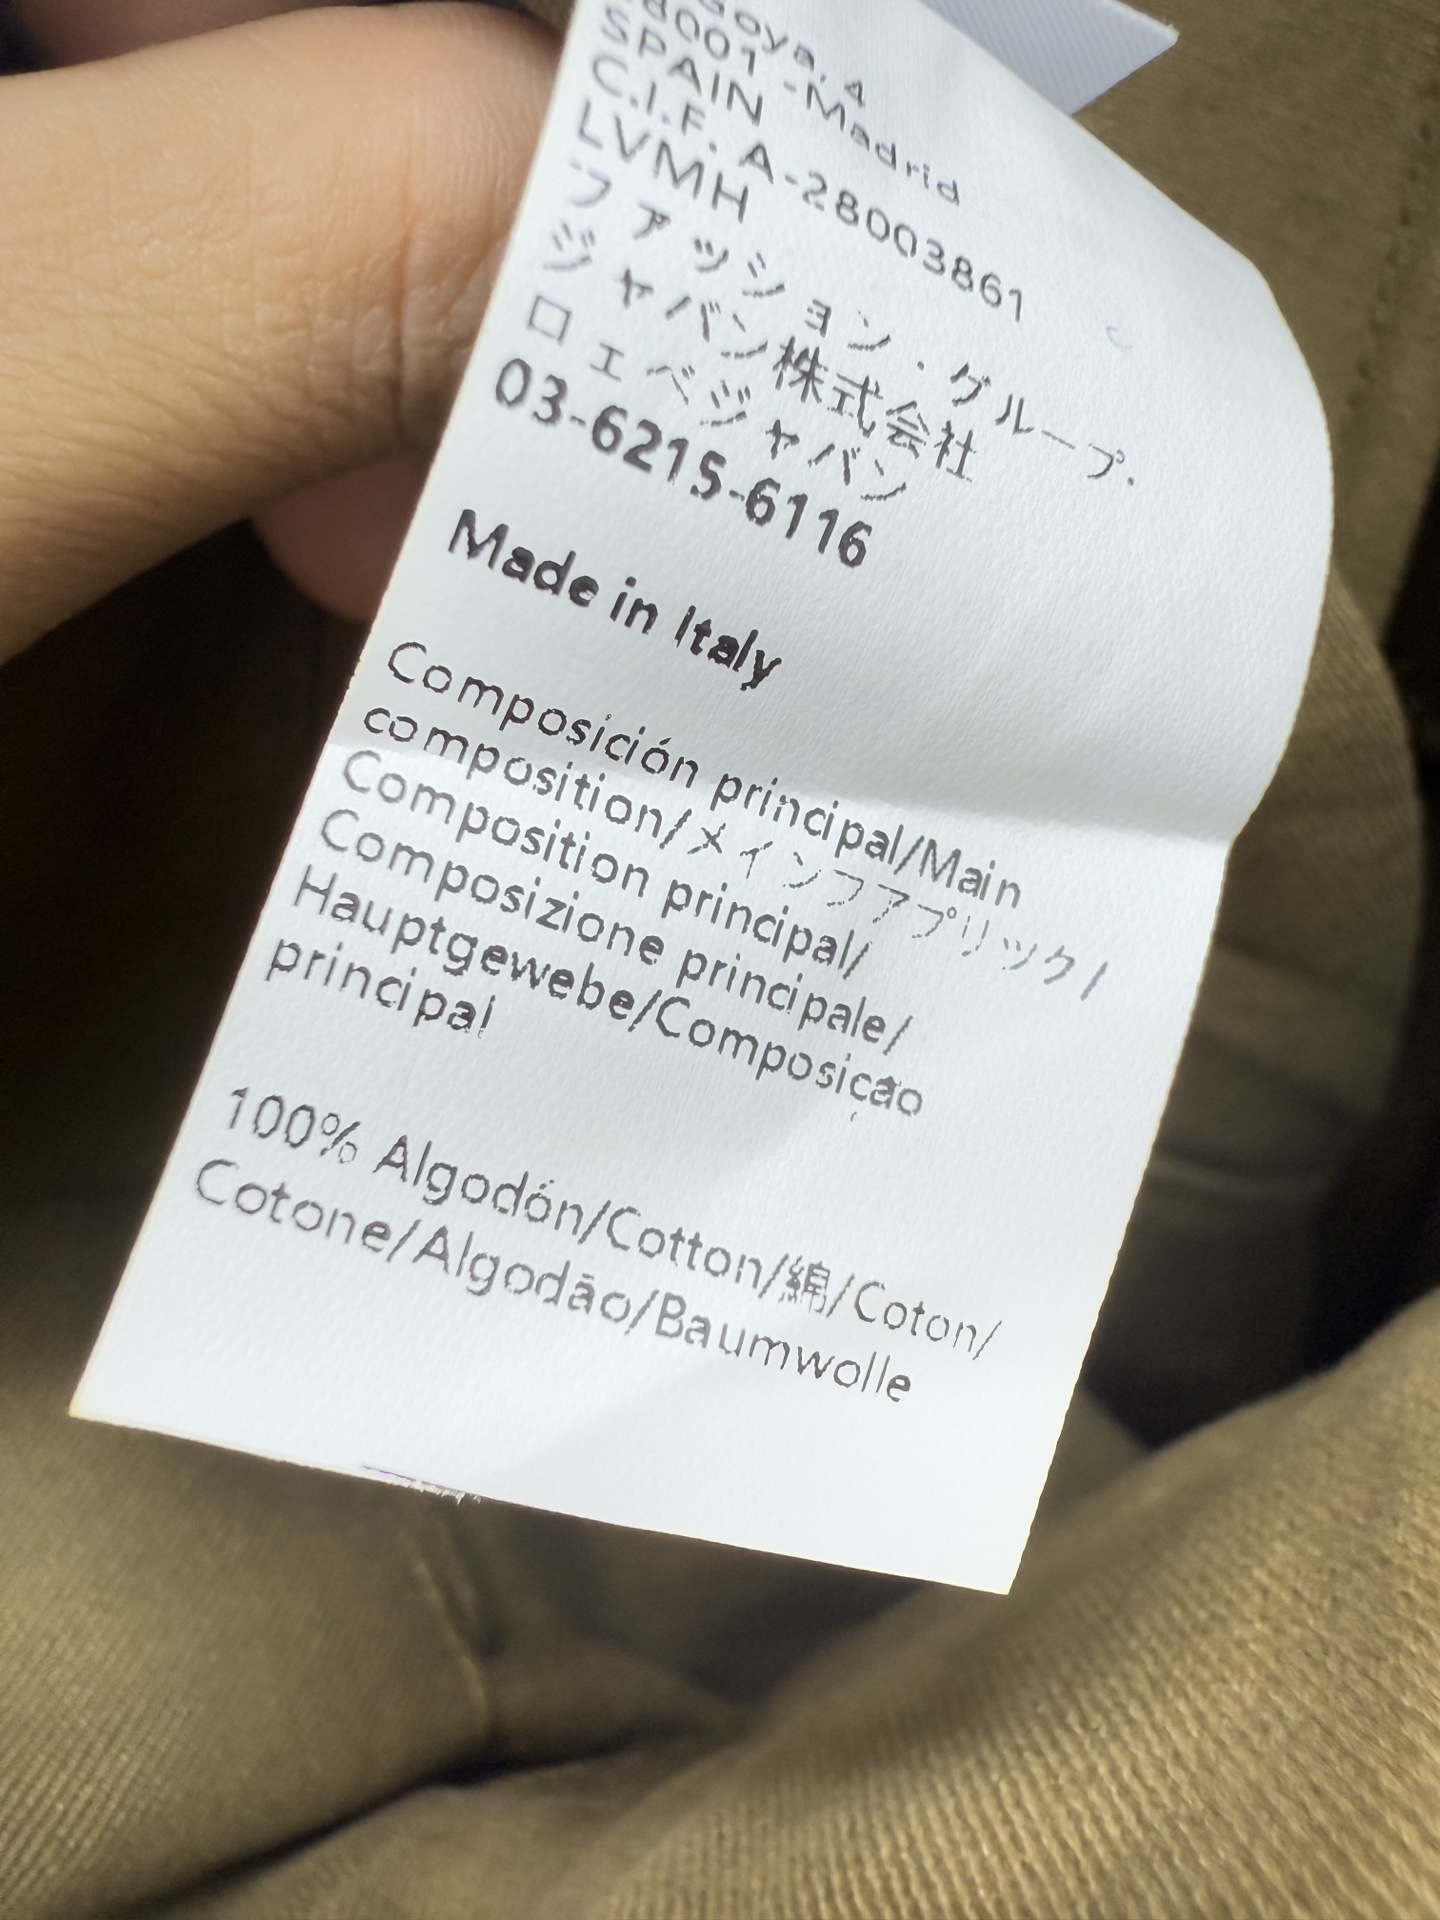 Goya. 4
28001 -Madrid
SPAIN
C.I.F. A-28003861
LVMH
ファッション・グループ・
ジャパン株式会社
ロエベジャパン
03-6215-6116
Made in Italy
Composición principal/Main
composition/メインファブリック/
Composition principal/
Composizione principale/
Hauptgewebe/Composição
principal
100% Algodón/Cotton/綿/Coton/
Cotone/Algodão/Baumwolle